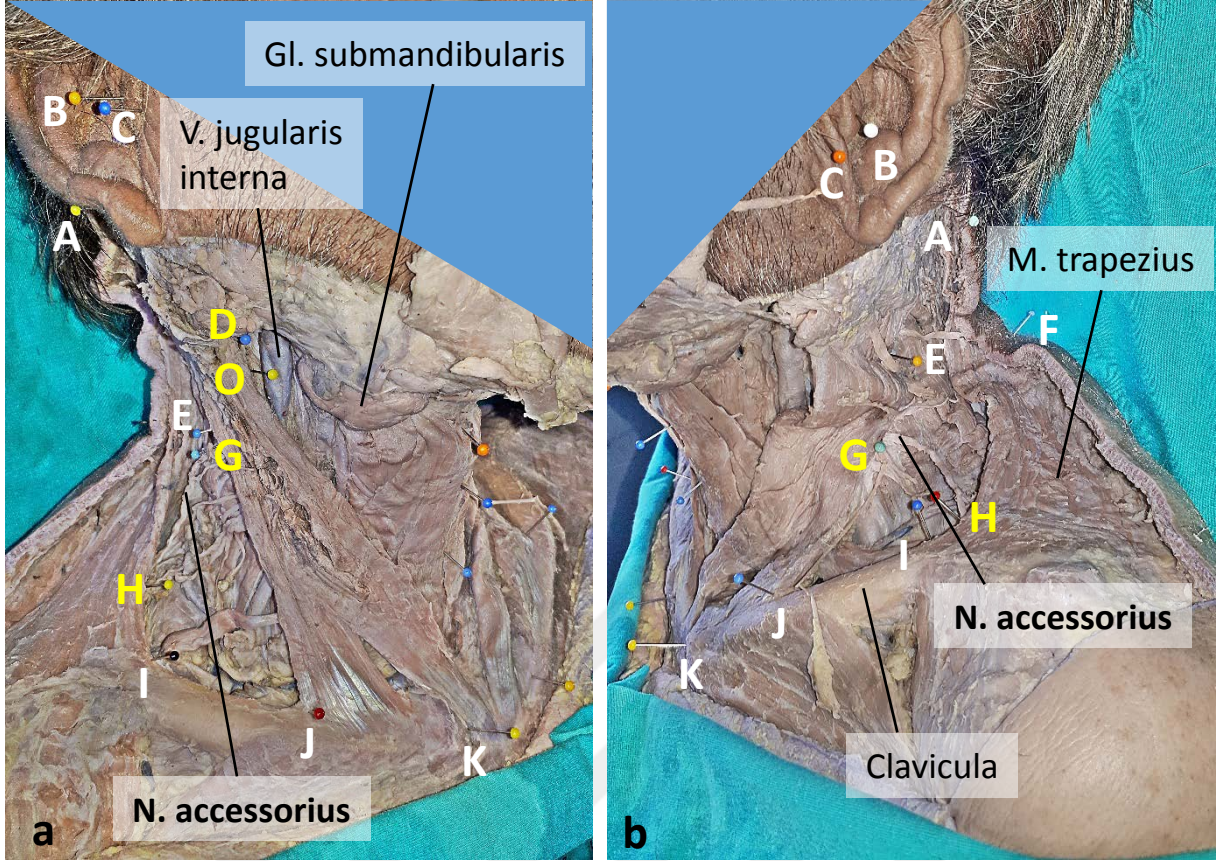 Gl. submandibularis
V. jugularis
interna
B
C
A
D
O
E
G
H
I
J
K
N. accessorius
a
B
C
A
M. trapezius
F
E
G
H
I
J
K
N. accessorius
Clavicula
b